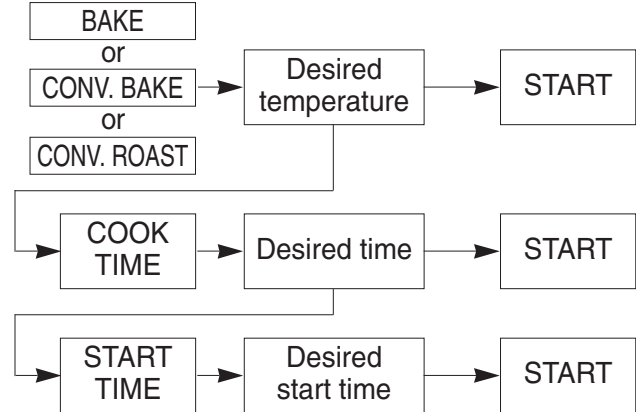 BAKE
or
CONV. BAKE
or
CONV. ROAST
Desired
temperature
START
COOK
TIME
Desired time
START
START
TIME
Desired
start time
START